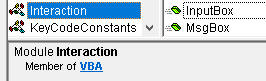 Interaction
KeyCodeConstants
InputBox
MsgBox
Module Interaction
Member of VBA